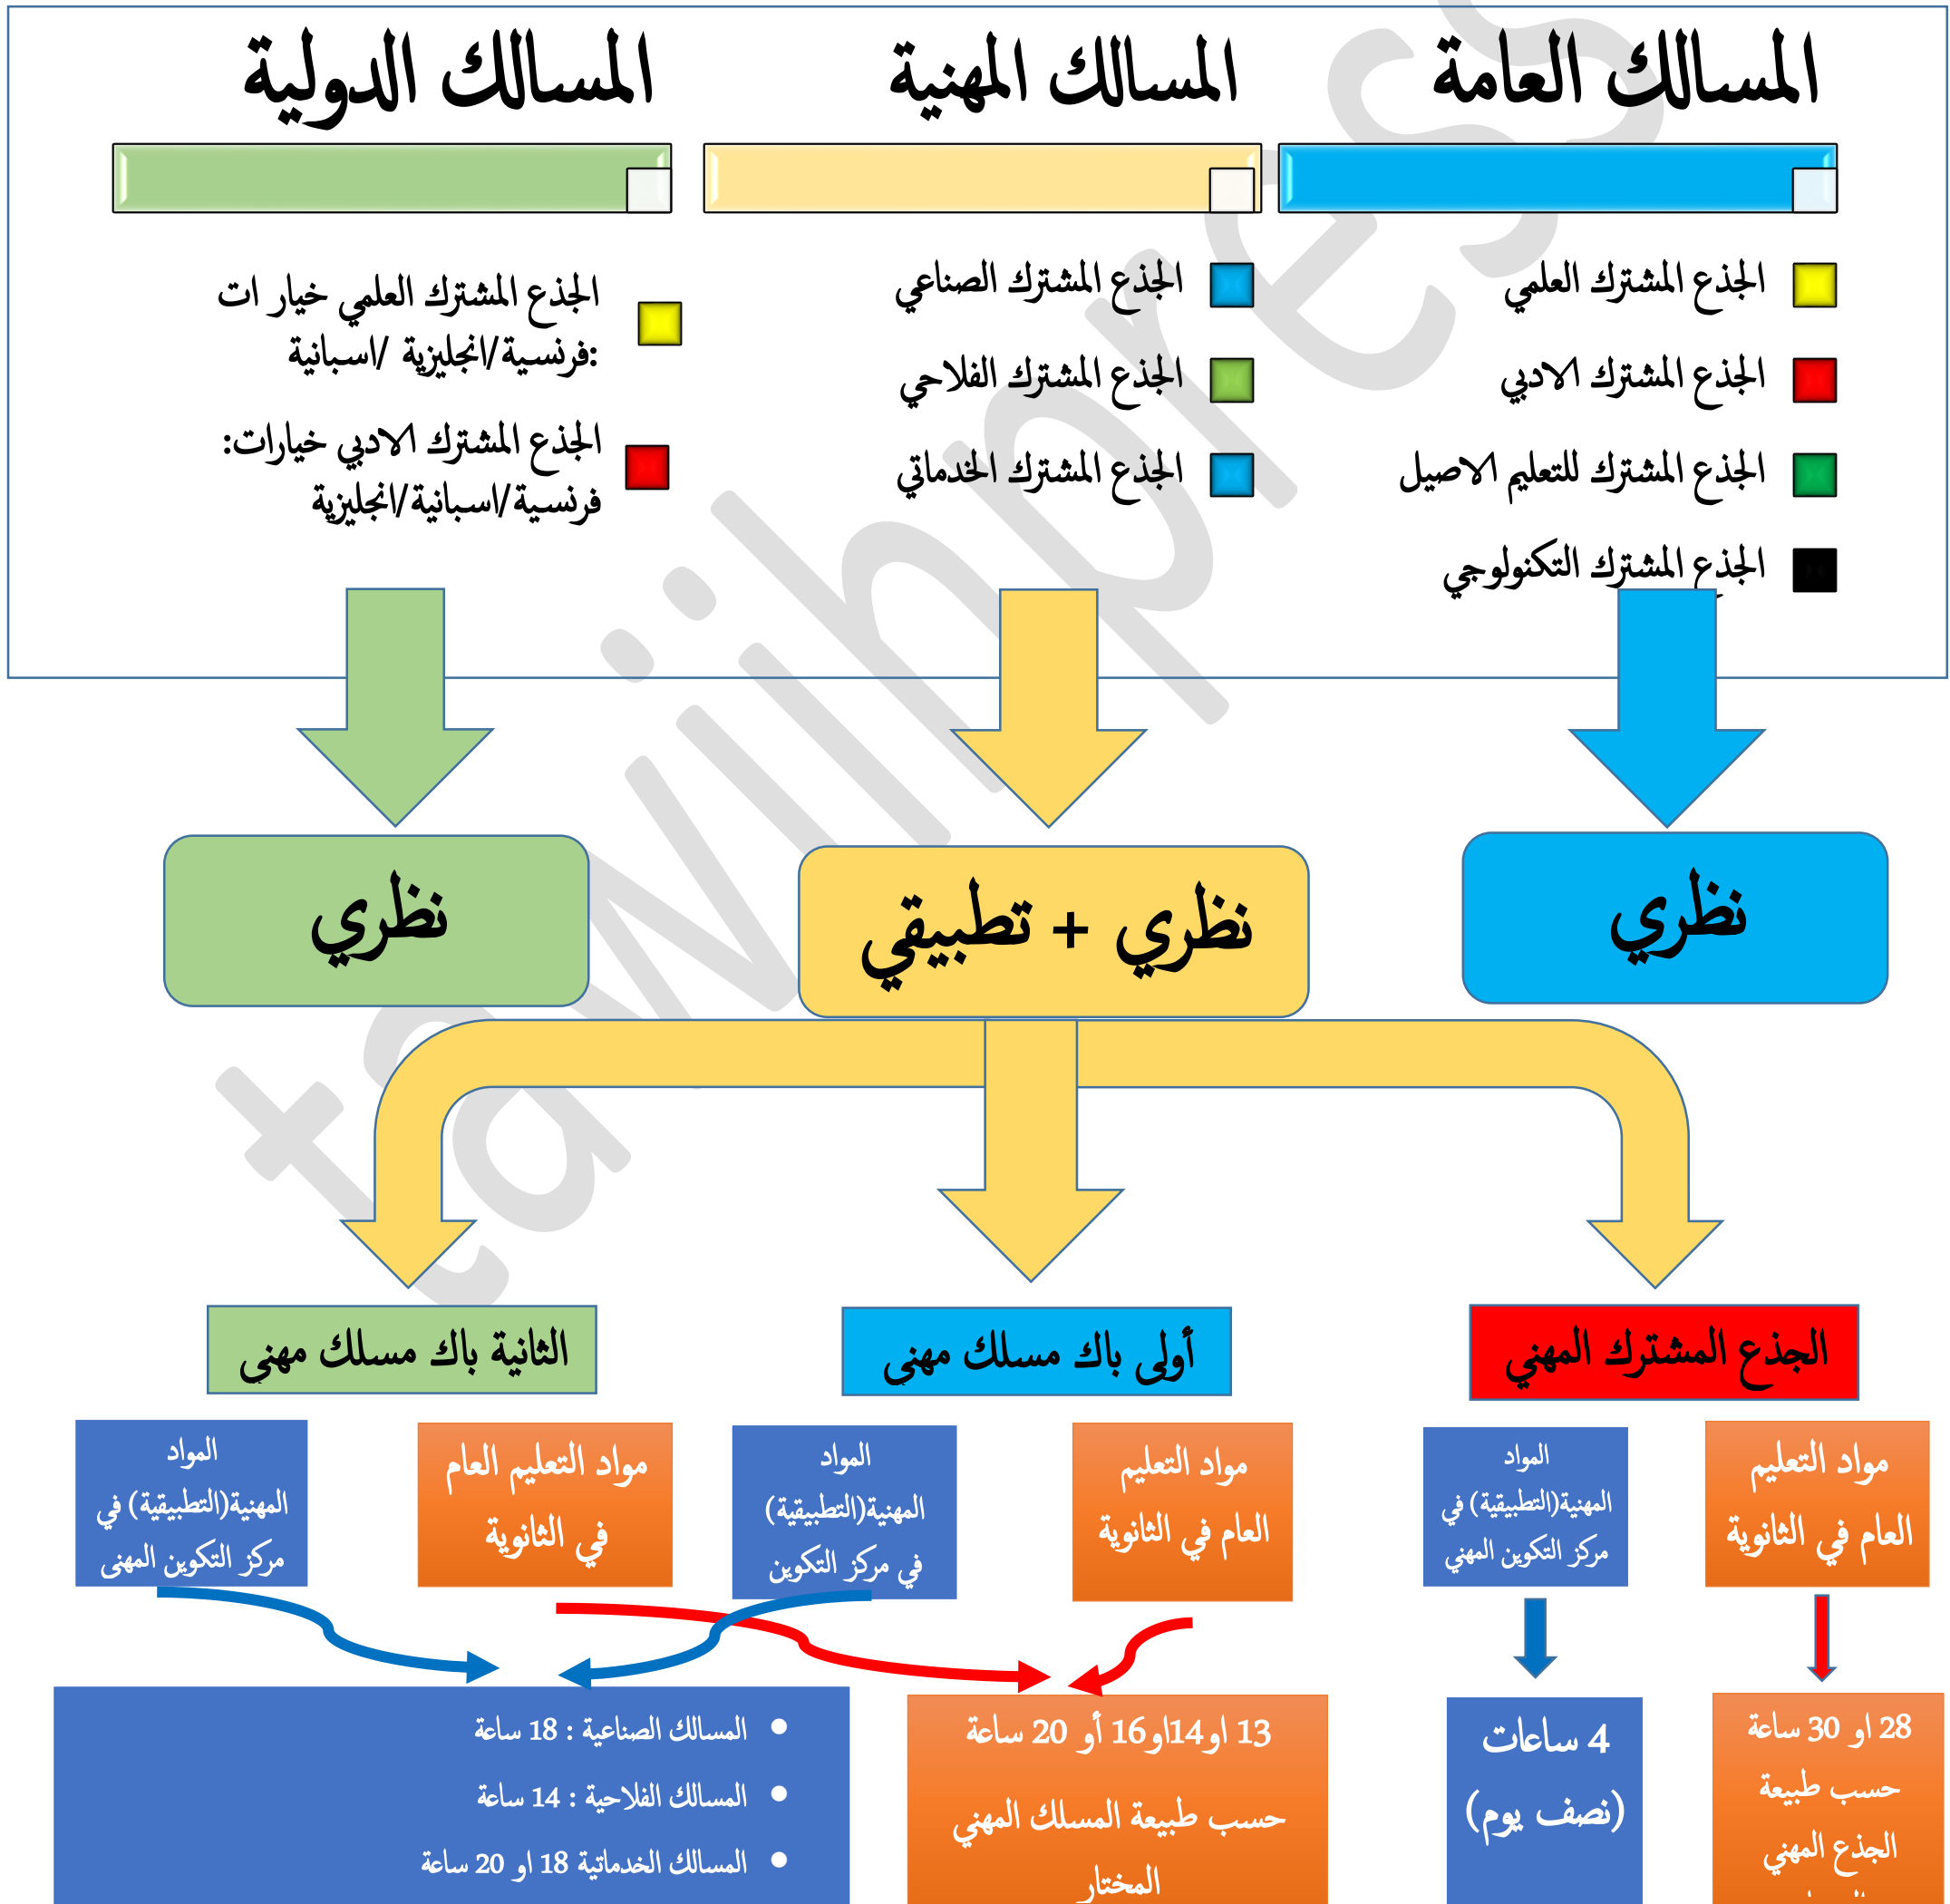 المسالك العامة
المسالك المهنية
المسالك الدولية
الجذع المشترك العلمي
الجذع المشترك الادبي
الجذع المشترك للتعليم الاصيل
الجذع المشترك التكنولوجي
الجذع المشترك الصناعي
الجذع المشترك الفلاحي
الجذع المشترك الخدماتي
الجذع المشترك العلمي خيار ات
:فرنسية/انجليزية /اسبانية
الجذع المشترك الادبي خيارات:
فرنسية/اسبانية/انجليزية
نظري
نظري + تطبيقي
نظري
الجذع المشترك المهني
أولى باك مسلك مهني
الثانية باك مسلك مهني
مواد التعليم
العام في الثانوية
المواد
المهنية(التطبيقية) في
مركز التكوين المهني
مواد التعليم
العام في الثانوية
المواد
المهنية(التطبيقية)
في مركز التكوين
مواد التعليم العام
في الثانوية
المواد
المهنية(التطبيقية) في
مركز التكوين المهني
28 او 30 ساعة
حسب طبيعة
الجذع المهني
4 ساعات
(نصف يوم)
13 او14او16 أو 20 ساعة
حسب طبيعة المسلك المهني
المختار
• المسالك الصناعية : 18 ساعة
• المسالك الفلاحية : 14 ساعة
• المسالك الخدماتية 18 او 20 ساعة
tawjihpress